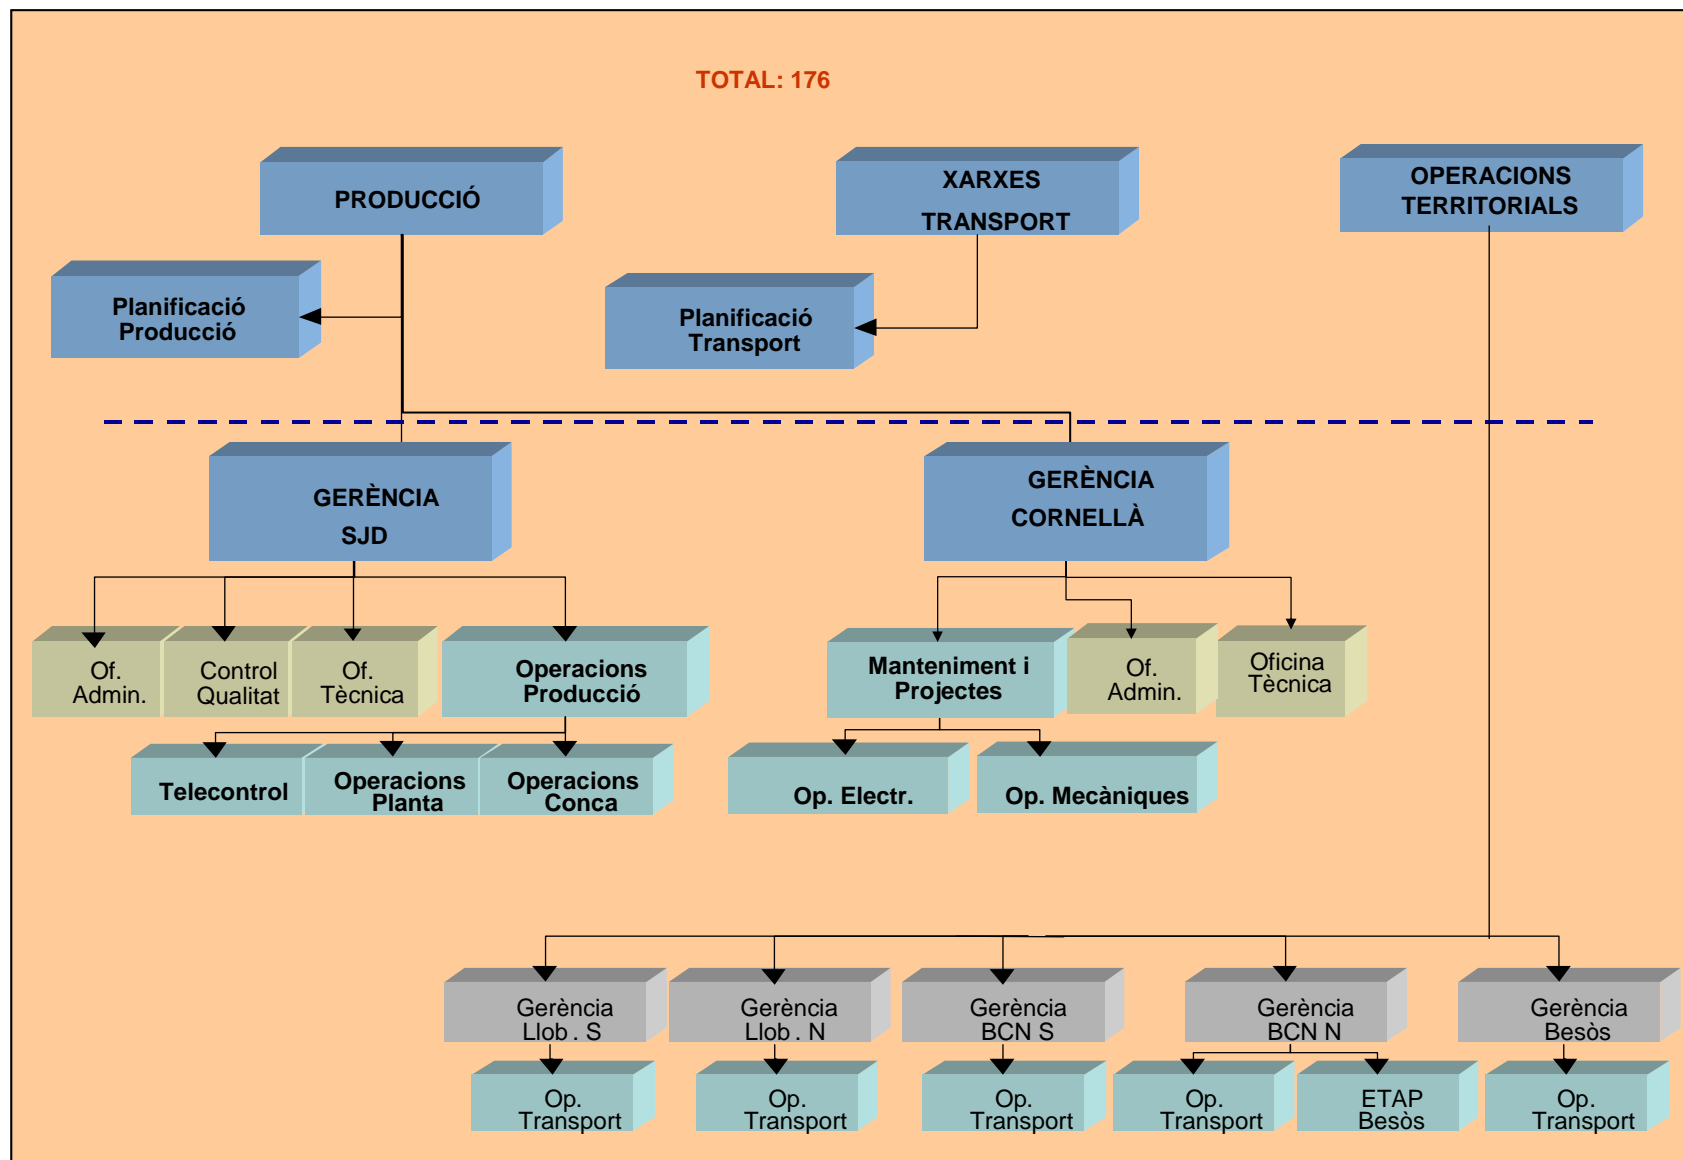 TOTAL: 176
PRODUCCIÓ
XARXES
TRANSPORT
OPERACIONS
TERRITORIALS
Planificació
Producció
Planificació
Transport
GERÈNCIA
SJD
GERÈNCIA
CORNELLÀ
Of.
Admin.
Control
Qualitat
Of.
Tècnica
Operacions
Producció
Manteniment i
Projectes
Of.
Admin.
Oficina
Tècnica
Telecontrol
Operacions
Planta
Operacions
Conca
Op. Electr.
Op. Mecàniques
Gerència
Llob . S
Gerència
Llob . N
Gerència
BCN S
Gerència
BCN N
Gerència
Besòs
Op.
Transport
Op.
Transport
Op.
Transport
Op.
Transport
ETAP
Besòs
Op.
Transport